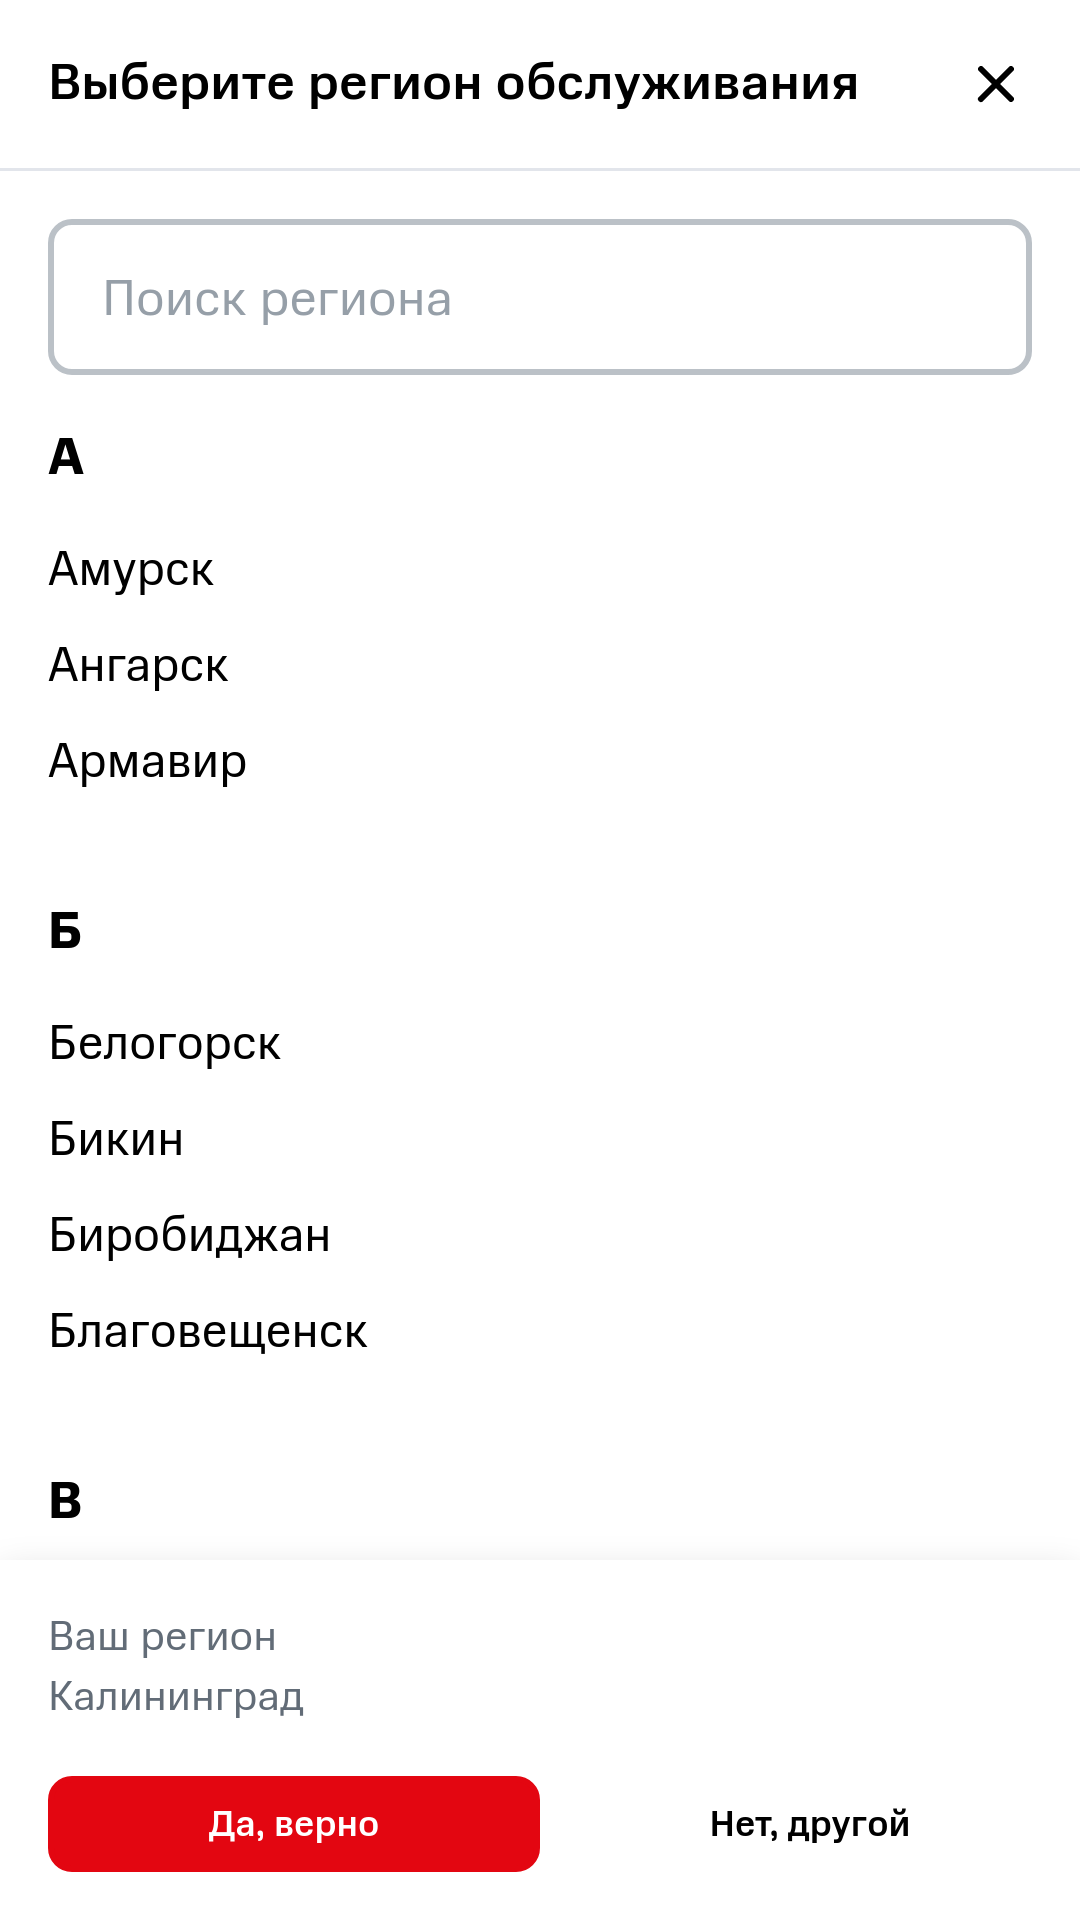 Выберите регион обслуживания
Поиск региона
А
Амурск
Ангарск
Армавир
Б
Белогорск
Бикин
Биробиджан
Благовещенск
В
Ваш регион
Калининград
Да, верно
Нет, другой